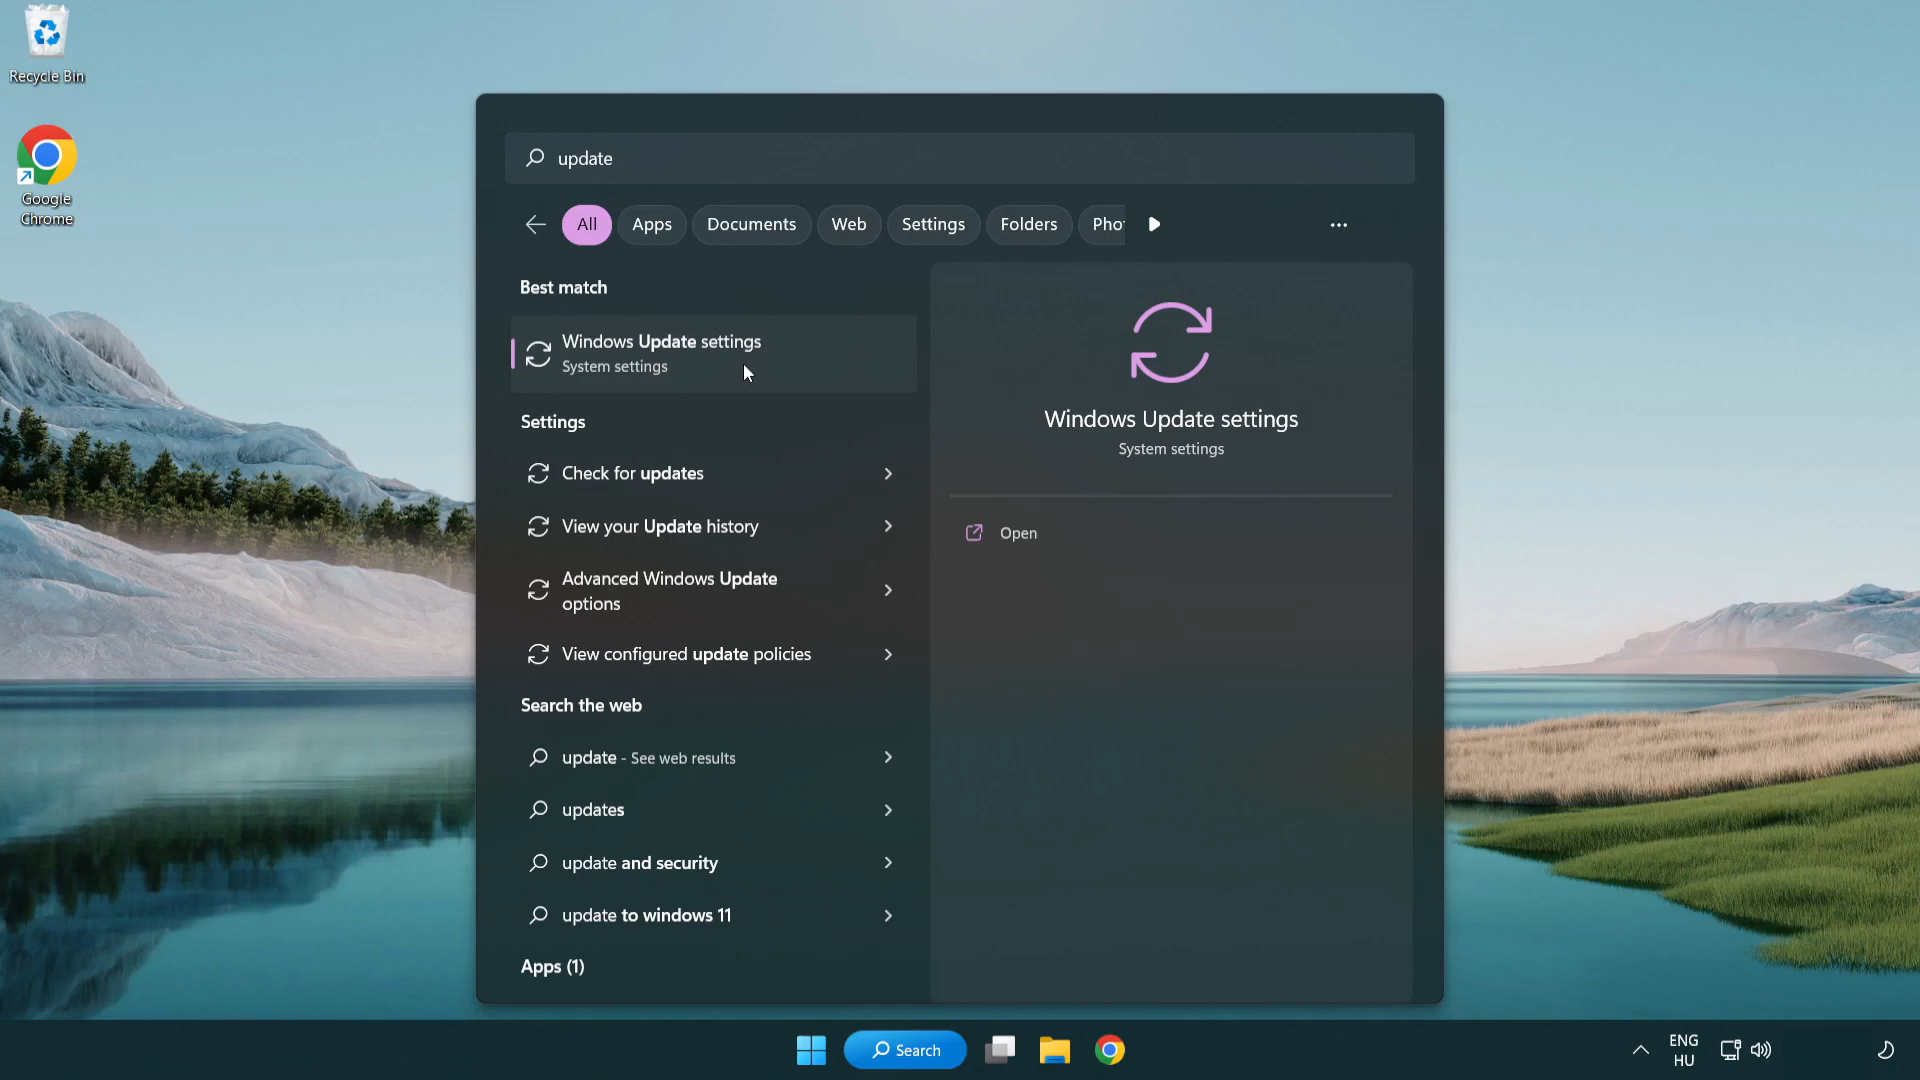 Recycle Bin
Google
Chrome
update
All
Apps
Documents
Web
Settings
Folders
Pho
Best match
Windows Update settings
System settings
Settings
Check for updates
View your Update history
Advanced Windows Update
options
View configured update policies
Search the web
update - See web results
updates
update and security
update to windows 11
Apps (1)
Windows Update settings
System settings
Open
Search
ENG
HU